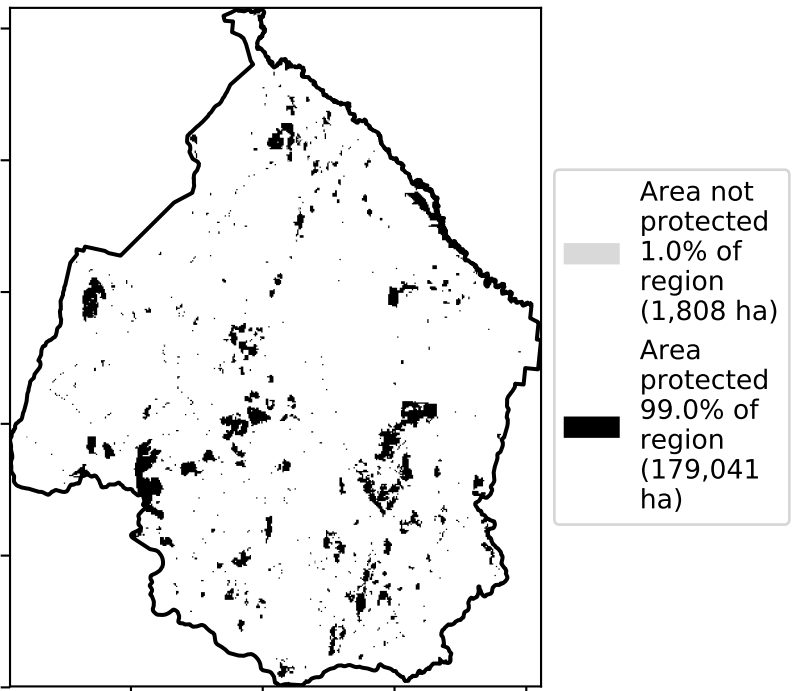 Area not
protected
1.0% of
region
(1,808 ha)
Area
protected
99.0% of
region
(179,041
ha)